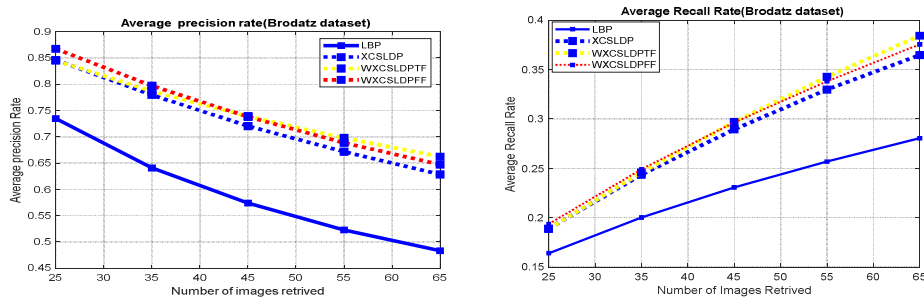 Average precision rate(Brodatz dataset)
Average precision Rate
0.9
0.85
0.8
0.75
0.7
0.65
0.6
0.55
0.5
0.45
LBP
XCSLDP
WXCSLDPTF
WXCSLDPFF
25 30 35 40 45 50 55 60 65
Number of images retrived
Average Recall Rate(Brodatz dataset)
Average Recall Rate
0.4
0.35
0.3
0.25
0.2
0.15
LBP
XCSLDP
WXCSLDPTF
WXCSLDPFF
25 30 35 40 45 50 55 60 65
Number of Images Retrived